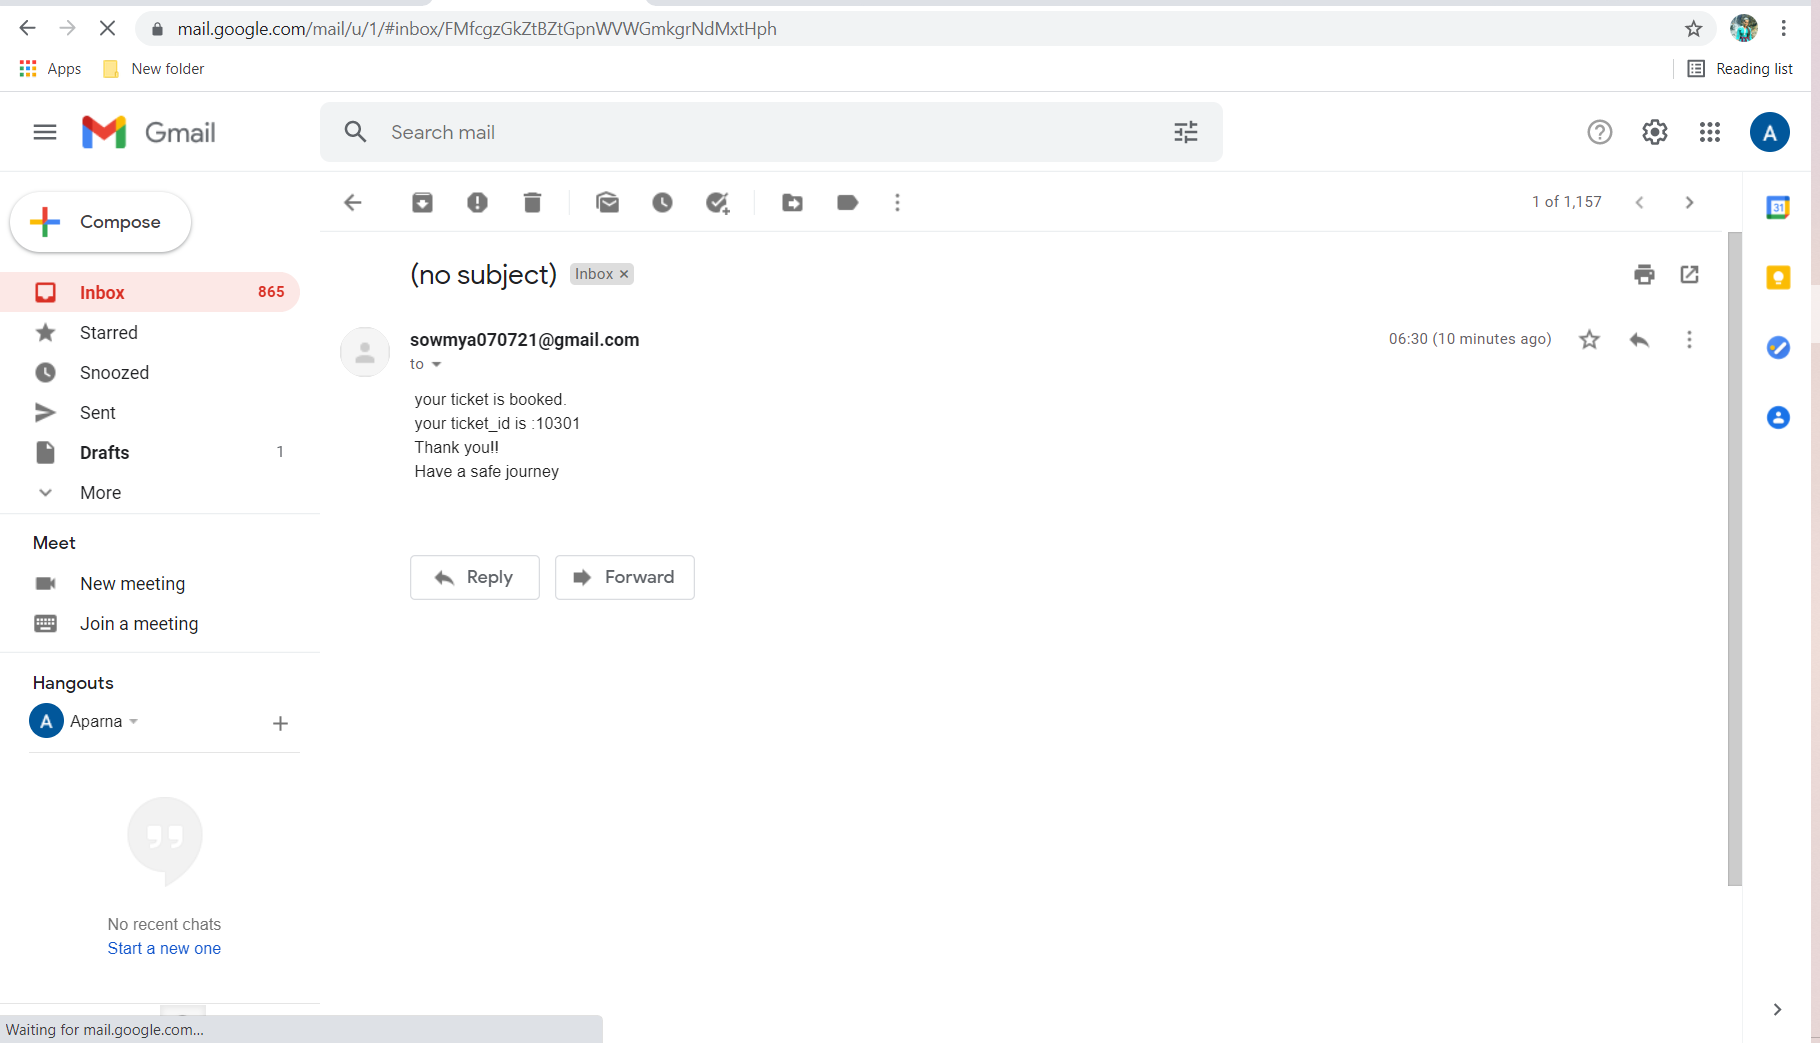 mail.google.com/mail/u/1/#inbox/FMfcgzGkZtBZtGpnWVWGmkgrNdMxtHph
Apps
New folder
Reading list
Gmail
Search mail
A
Compose
1 of 1,157
31
(no subject)
Inbox ×
Inbox
865
Starred
Snoozed
Sent
Drafts
1
More
sowmya070721@gmail.com
06:30 (10 minutes ago)
to
your ticket is booked.
your ticket_id is :10301
Thank you!!
Have a safe journey
Reply
Forward
Meet
New meeting
Join a meeting
Hangouts
A
Aparna
No recent chats
Start a new one
Waiting for mail.google.com...